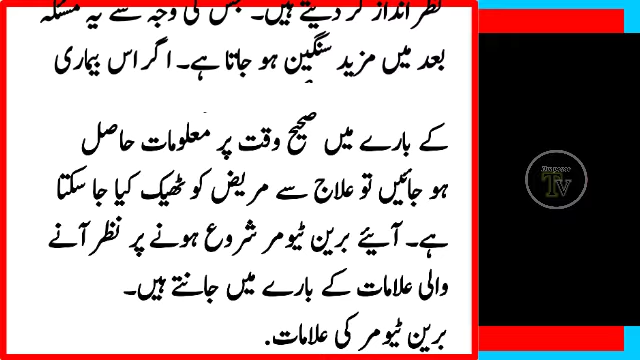 نظر انداز کر دیتے ہیں۔ جس کی وجہ سے یہ مسئلہ
بعد میں مزید سنگین ہو جاتا ہے۔ اگر اس بیماری
کے بارے میں صحیح وقت پر معلومات حاصل
ہو جائیں تو علاج سے مریض کو ٹھیک کیا جا سکتا
ہے۔ آیئے برین ٹیومر شروع ہونے پر نظر آنے
والی علامات کے بارے میں جانتے ہیں۔
برین ٹیومر کی علامات.
TV